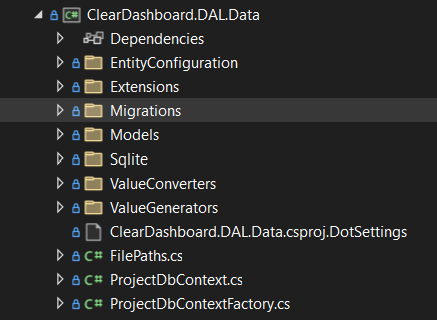 C# ClearDashboard.DAL.Data
Dependencies
EntityConfiguration
Extensions
Migrations
Models
Sqlite
ValueConverters
ValueGenerators
ClearDashboard.DAL.Data.csproj.DotSettings
C# FilePaths.cs
C# ProjectDbContext.cs
C# ProjectDbContextFactory.cs